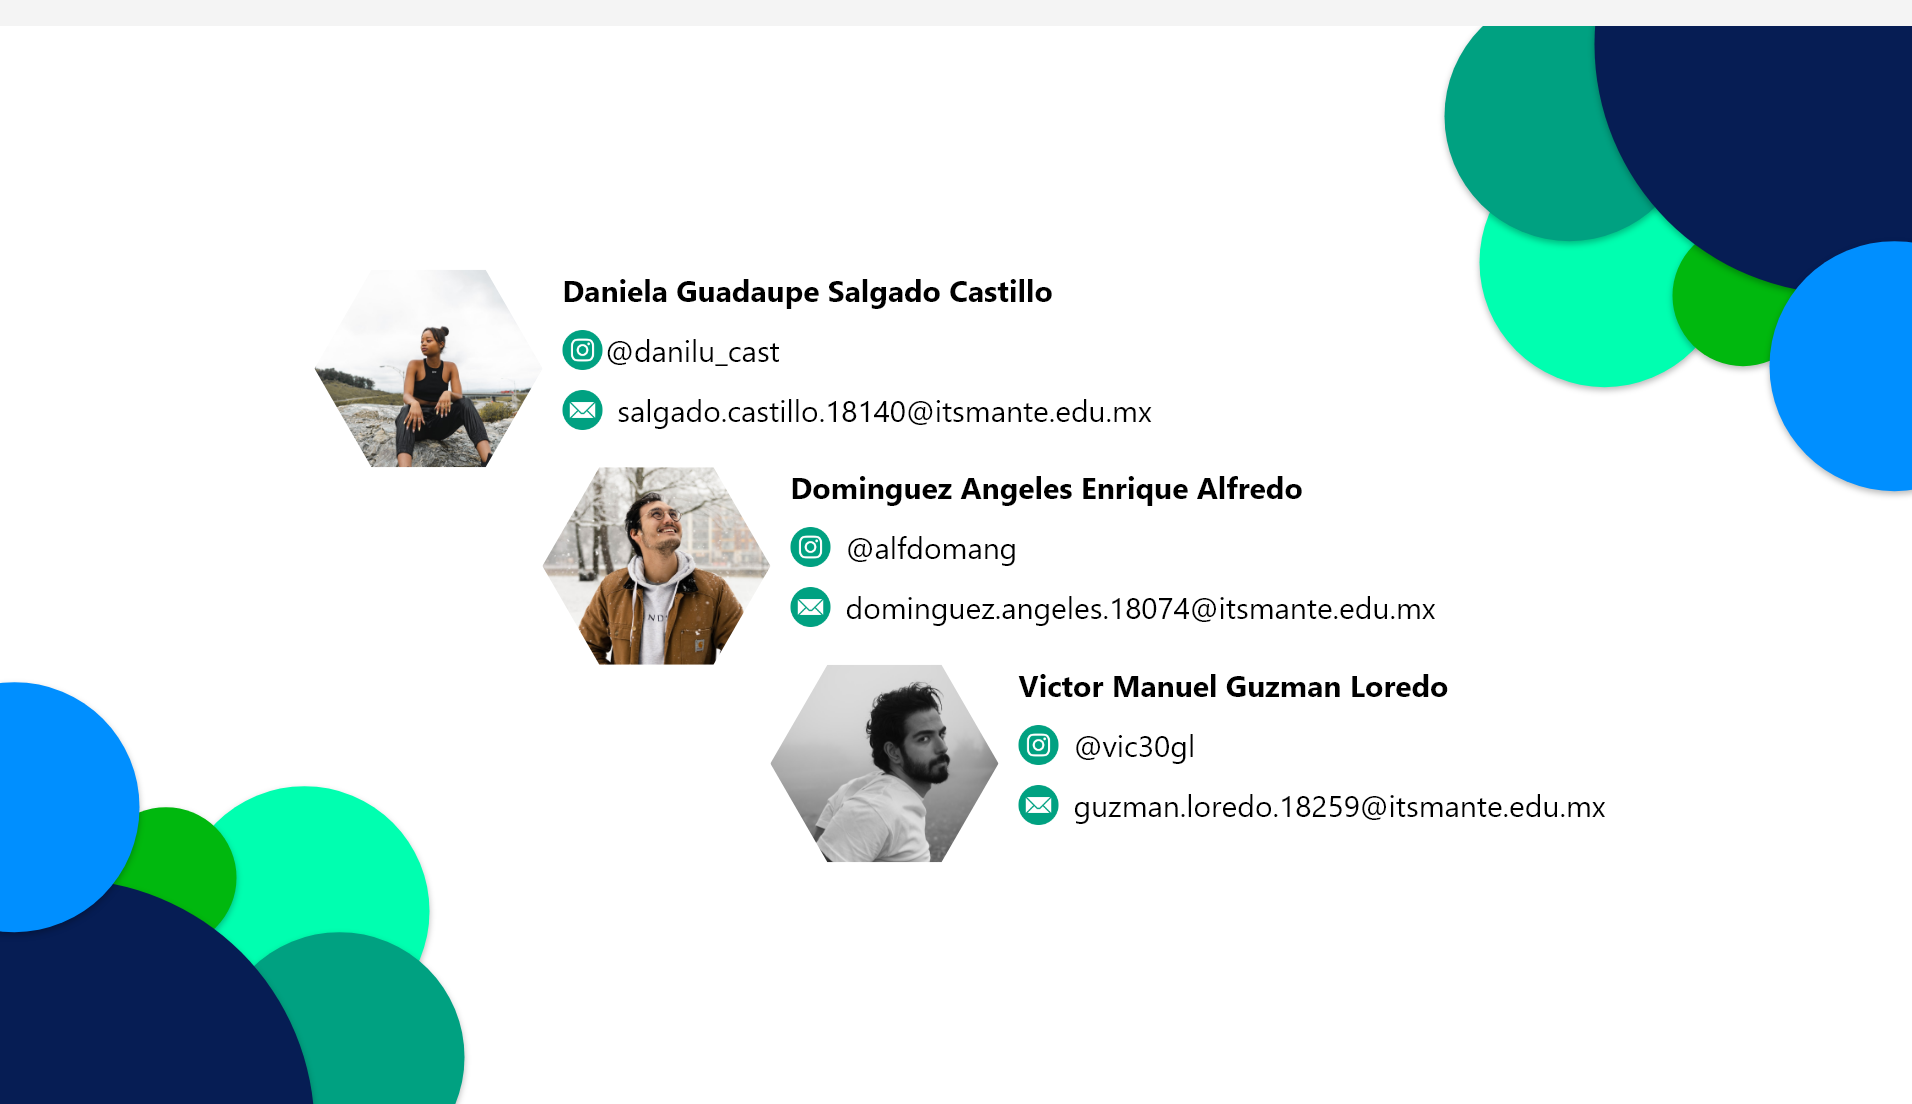 Daniela Guadaupe Salgado Castillo
@danilu_cast
salgado.castillo.18140@itsmante.edu.mx
Dominguez Angeles Enrique Alfredo
@alfdomang
dominguez.angeles.18074@itsmante.edu.mx
Victor Manuel Guzman Loredo
@vic30gl
guzman.loredo.18259@itsmante.edu.mx